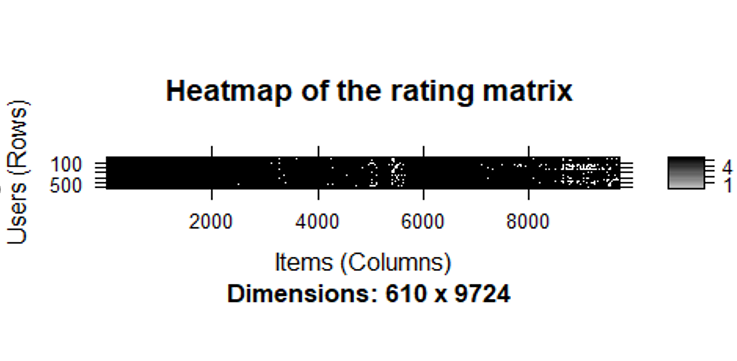 Heatmap of the rating matrix
Users (Rows)
100
500
4
1
2000 4000 6000 8000
Items (Columns)
Dimensions: 610 x 9724